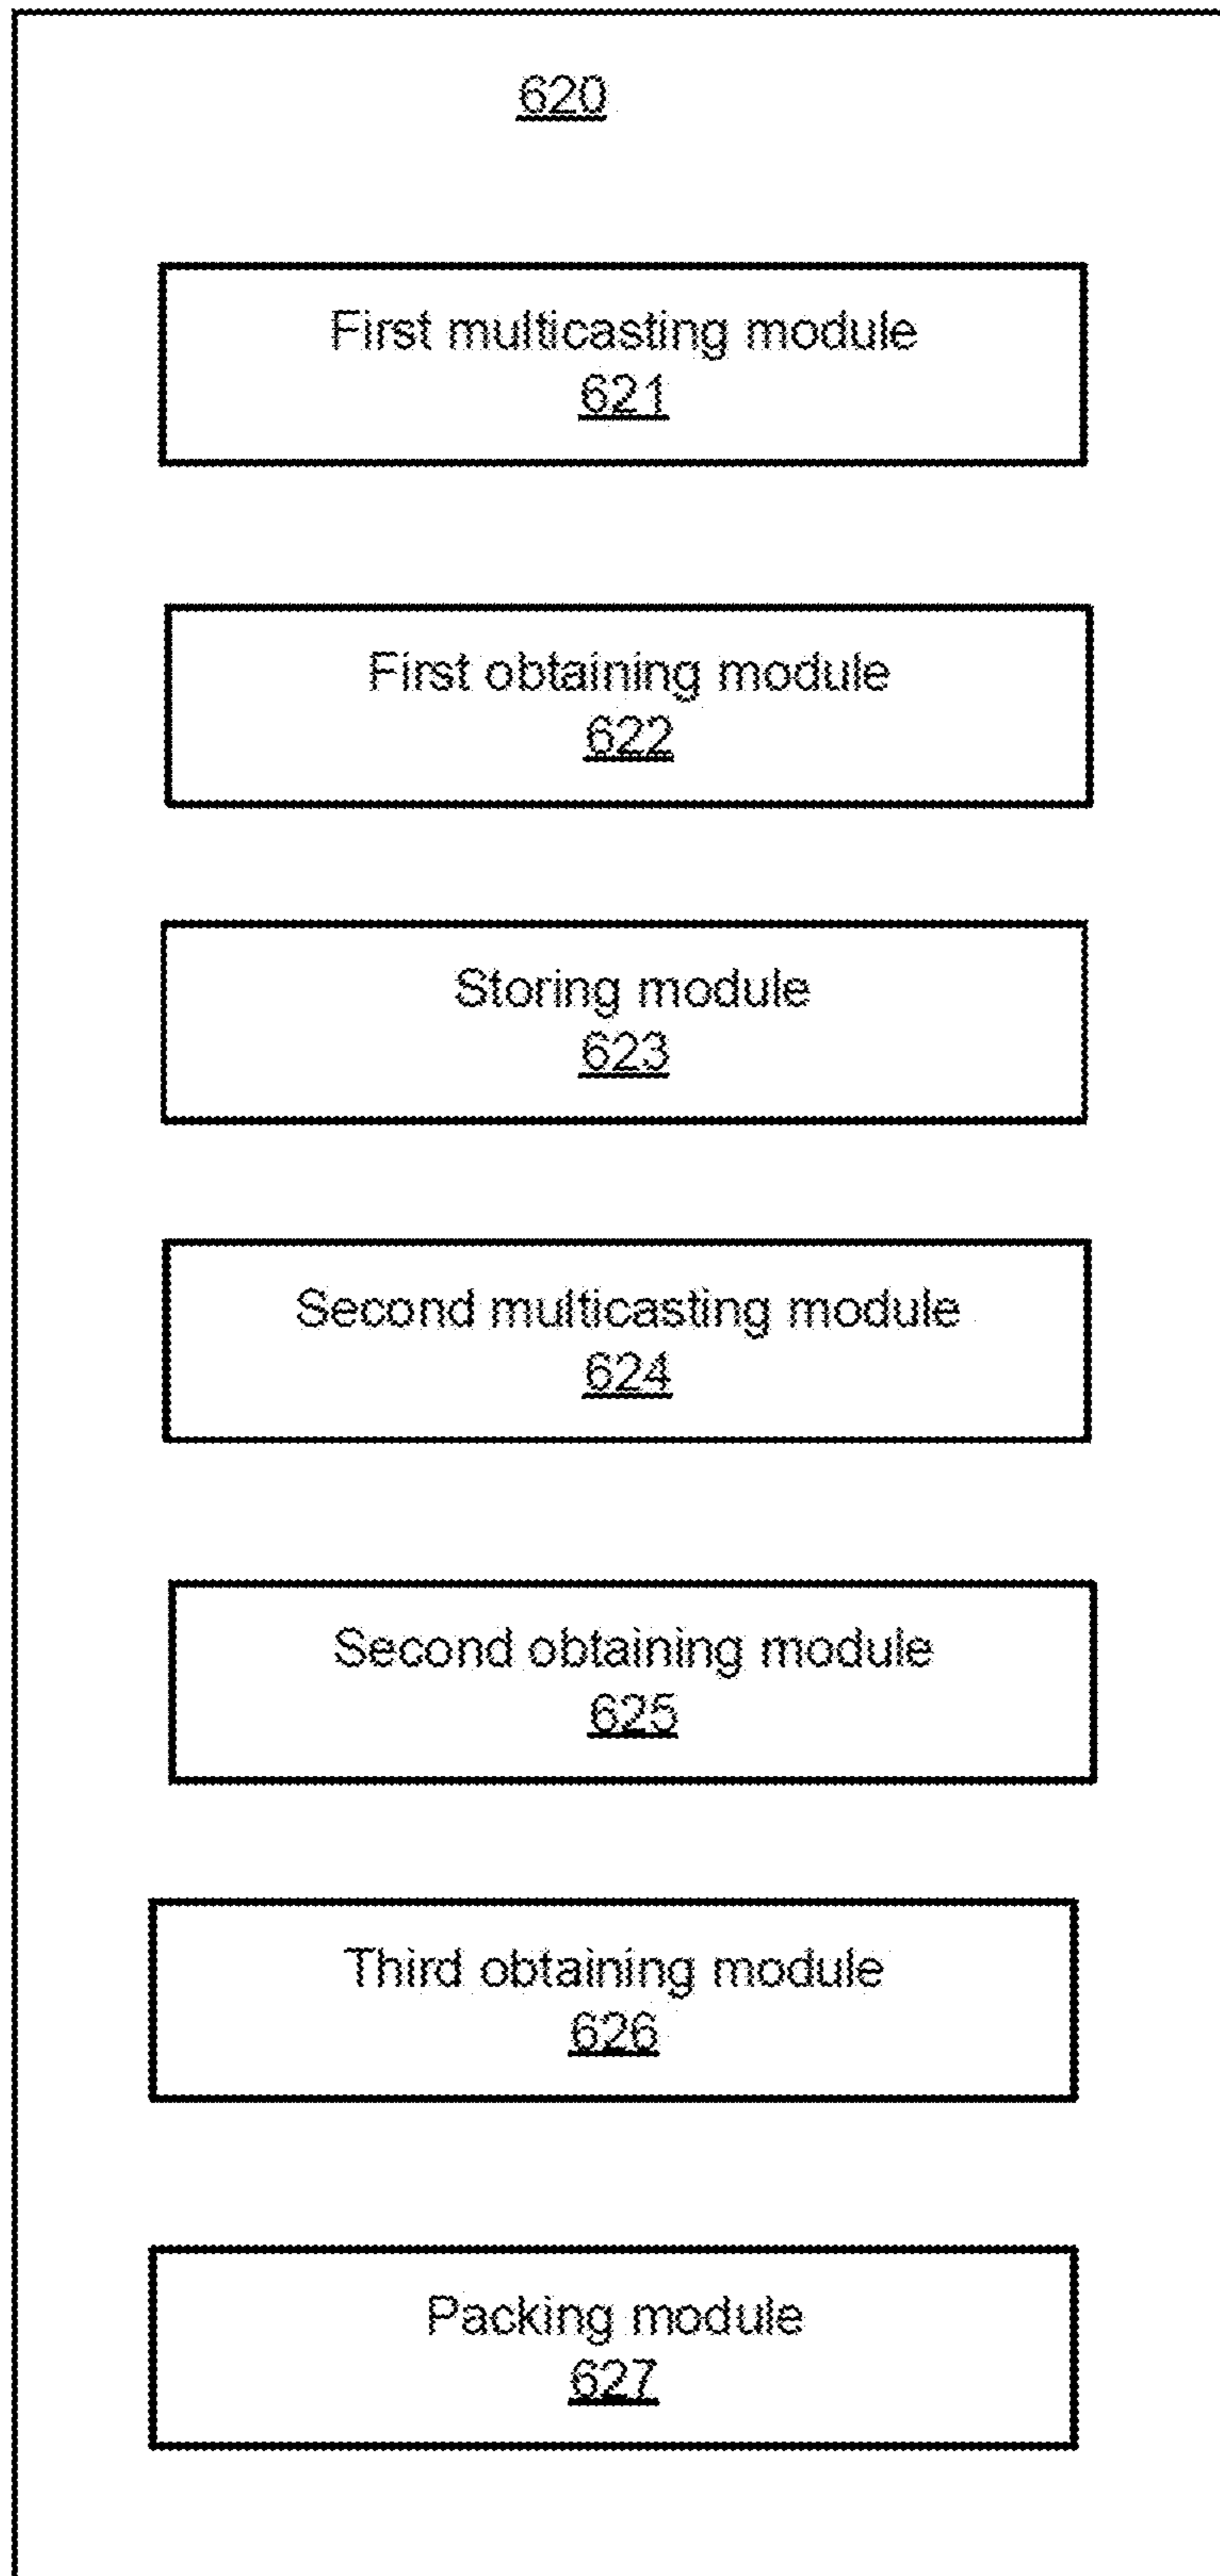 620
First multicasting module
621
First obtaining module
622
Storing module
623
Second multicasting module
624
Second obtaining module
625
Third obtaining module
626
Packing module
627